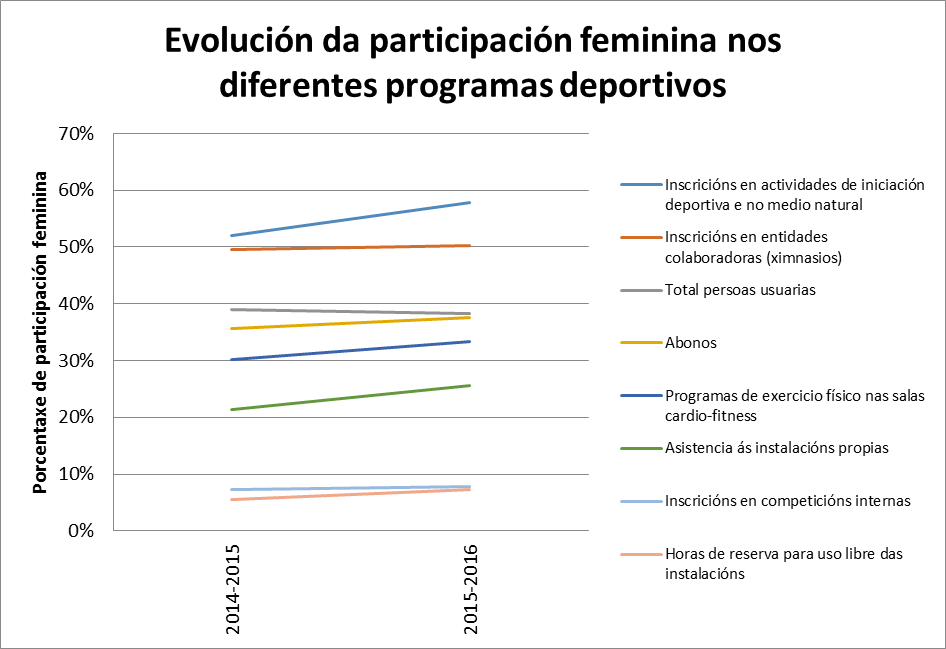 Evolución da participación feminina nos
diferentes programas deportivos
Porcentaxe de participación feminina
70%
60%
50%
40%
30%
20%
10%
0%
2014-2015
2015-2016
Inscricións en actividades de iniciación
deportiva e no medio natural
Inscricións en entidades
colaboradoras (ximnasios)
Total persoas usuarias
Abonos
Programas de exercicio físico nas salas
cardio-fitness
Asistencia ás instalacións propias
Inscricións en competicións internas
Horas de reserva para uso libre das
instalacións